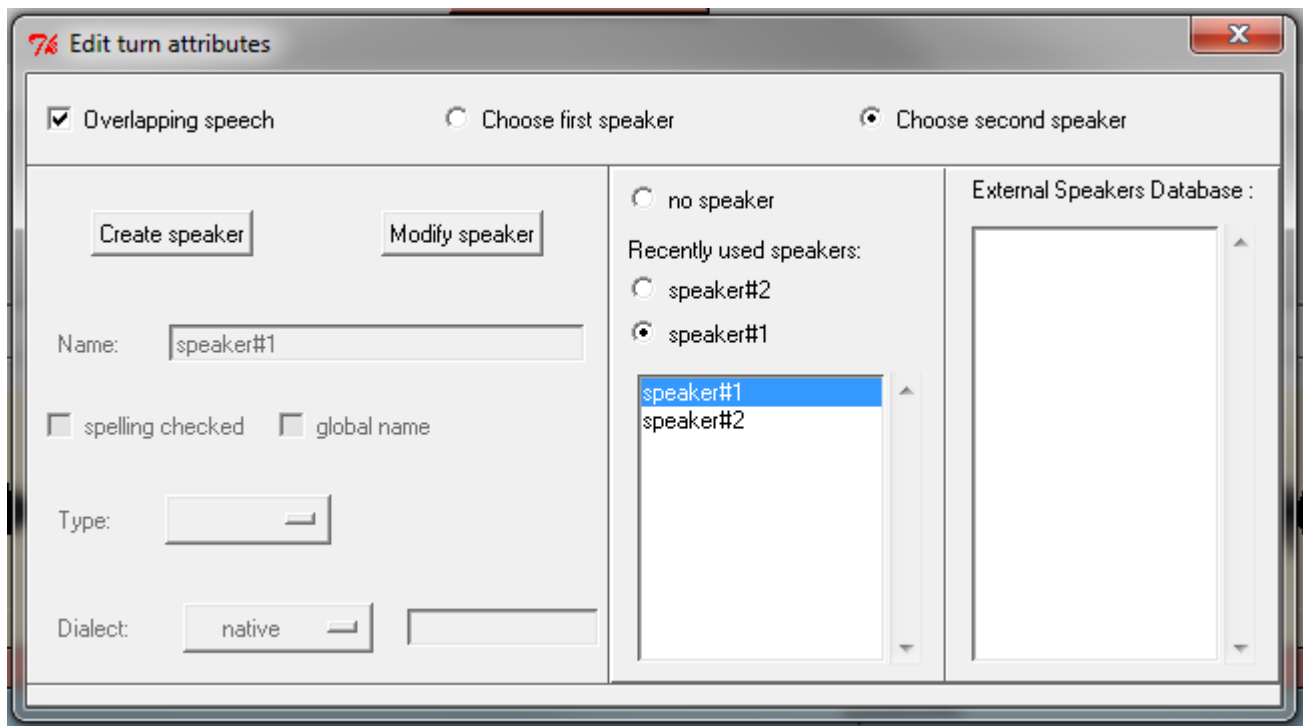 Edit turn attributes
Overlapping speech
Choose first speaker
Choose second speaker
Create speaker
Modify speaker
Name:
speaker#1
spelling checked
global name
Type:
Dialect:
native
no speaker
Recently used speakers:
speaker#2
speaker#1
speaker#1
speaker#2
External Speakers Database :